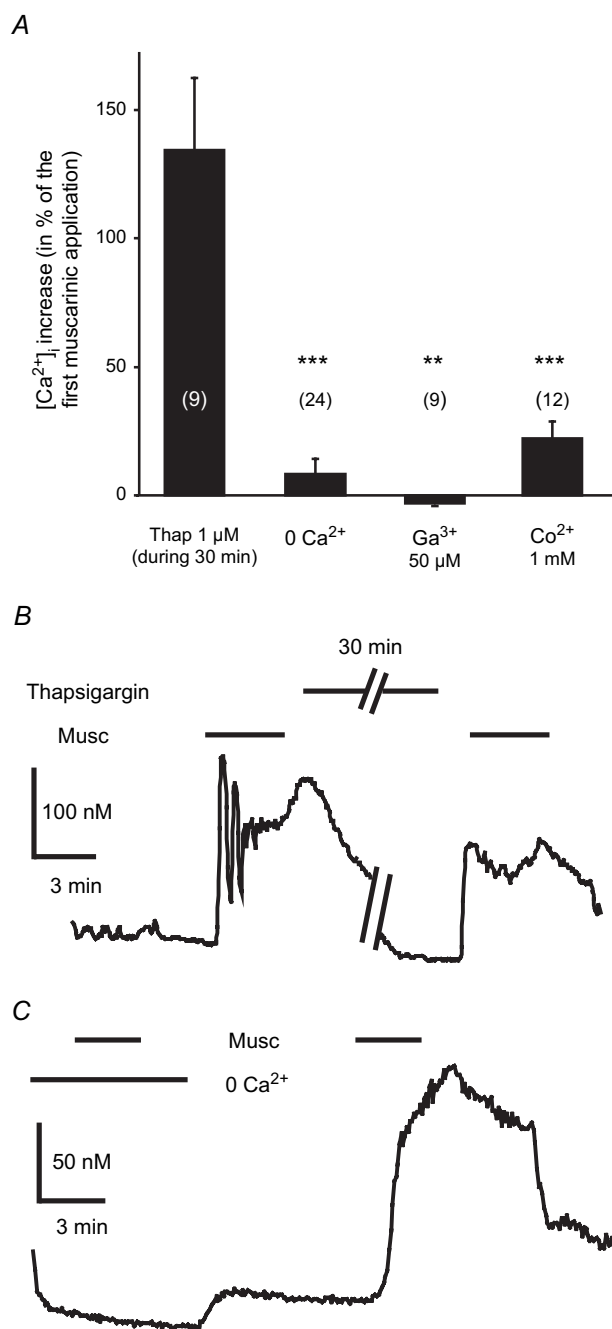 A
[Ca²⁺]ᵢ increase (in % of the
first muscarinic application)
150
100
50
0
(9)
***
(24)
**
(9)
***
(12)
Thap 1 µM
(during 30 min)
0 Ca²⁺
Ga³⁺
50 µM
Co²⁺
1 mM
B
30 min
Thapsigargin
Musc
100 nM
3 min
C
Musc
0 Ca²⁺
50 nM
3 min